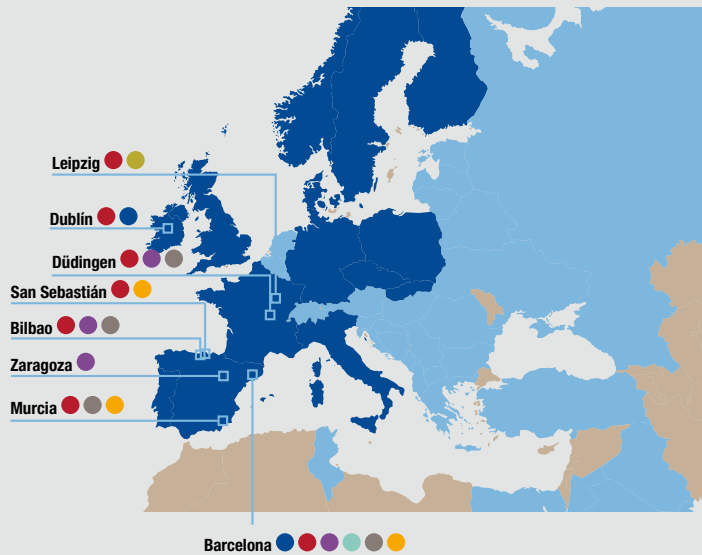 Leipzig
Dublín
Düdingen
San Sebastián
Bilbao
Zaragoza
Murcia
Barcelona